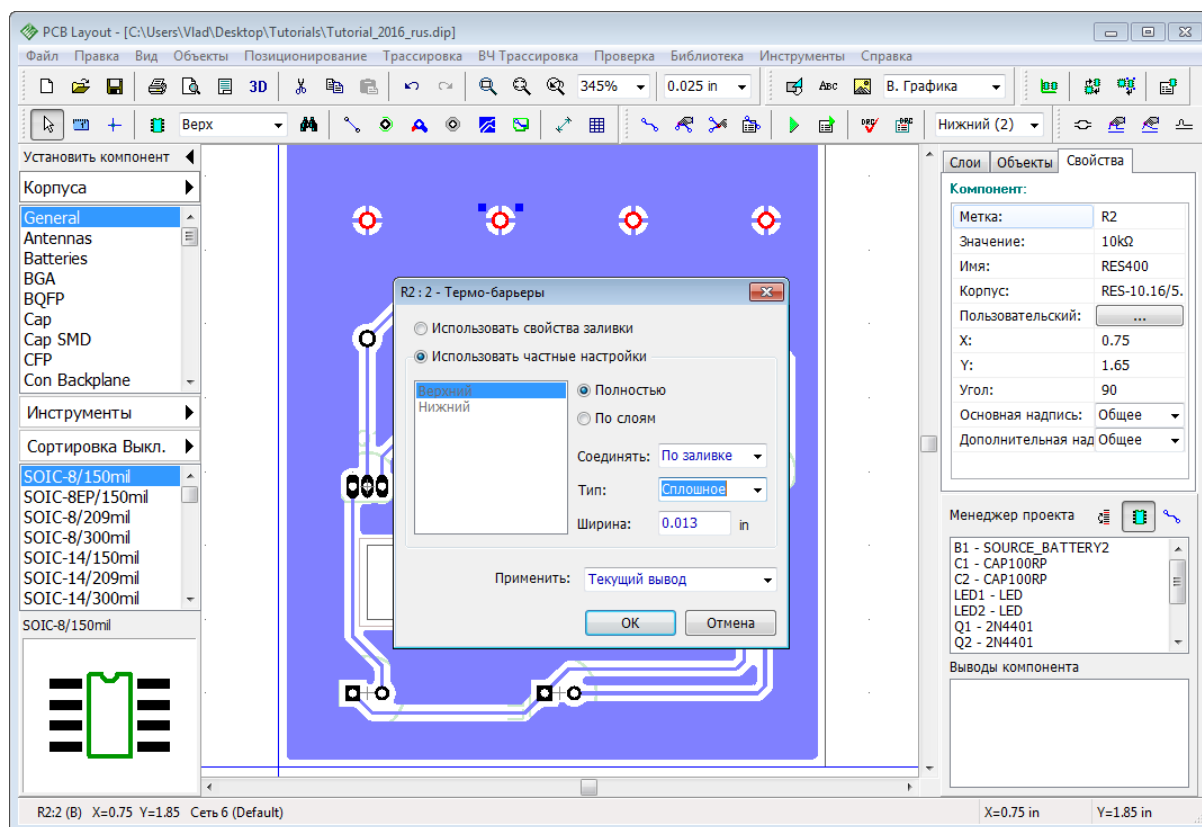 PCB Layout - [C:\Users\Vlad\Desktop\Tutorials\Tutorial_2016_rus.dip]
Файл Правка Вид Объекты Позиционирование Трассировка ВЧ Трассировка Проверка Библиотека Инструменты Справка
3D 345% 0.025 in ABC В. Графика
Верх DRC DRC Нижний (2)
Установить компонент
Корпуса
General
Antennas
Batteries
BGA
BQFP
Cap
Cap SMD
CFP
Con Backplane
Инструменты
Сортировка Выкл.
SOIC-8/150mil
SOIC-8EP/150mil
SOIC-8/209mil
SOIC-8/300mil
SOIC-14/150mil
SOIC-14/209mil
SOIC-14/300mil
SOIC-8/150mil
R2 : 2 - Термо-барьеры
Использовать свойства заливки
Использовать частные настройки
Верхний
Нижний
Полностью
По слоям
Соединять: По заливке
Тип: Сплошное
Ширина: 0.013 in
Применить: Текущий вывод
ОК Отмена
Слои Объекты Свойства
Компонент:
Метка: R2
Значение: 10kΩ
Имя: RES400
Корпус: RES-10.16/5.
Пользовательский: ...
X: 0.75
Y: 1.65
Угол: 90
Основная надпись: Общее
Дополнительная над Общее
Менеджер проекта
B1 - SOURCE_BATTERY2
C1 - CAP100RP
C2 - CAP100RP
LED1 - LED
LED2 - LED
Q1 - 2N4401
Q2 - 2N4401
Выводы компонента
R2:2 (B) X=0.75 Y=1.85 Сеть 6 (Default) X=0.75 in Y=1.85 in